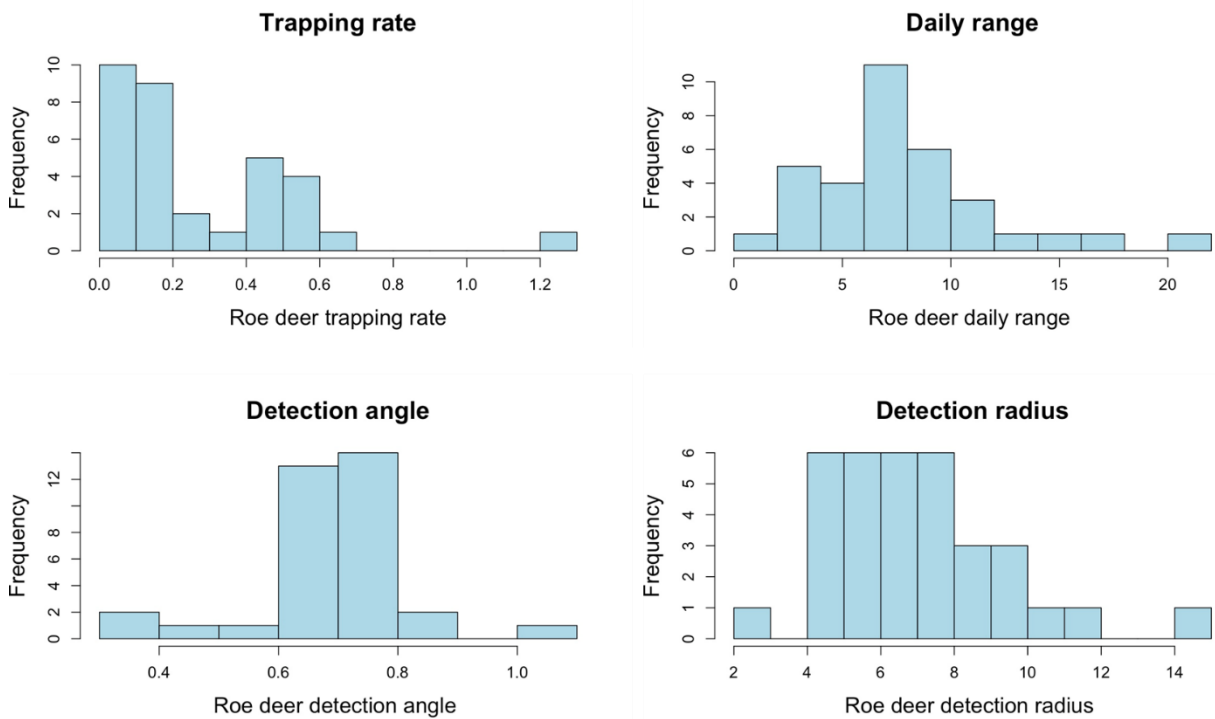 Trapping rate
Frequency
10
8
6
4
2
0
0.0 0.2 0.4 0.6 0.8 1.0 1.2
Roe deer trapping rate
Daily range
Frequency
10
8
6
4
2
0
0 5 10 15 20
Roe deer daily range
Detection angle
Frequency
12
8
6
4
2
0
0.4 0.6 0.8 1.0
Roe deer detection angle
Detection radius
Frequency
6
5
4
3
2
1
0
2 4 6 8 10 12 14
Roe deer detection radius